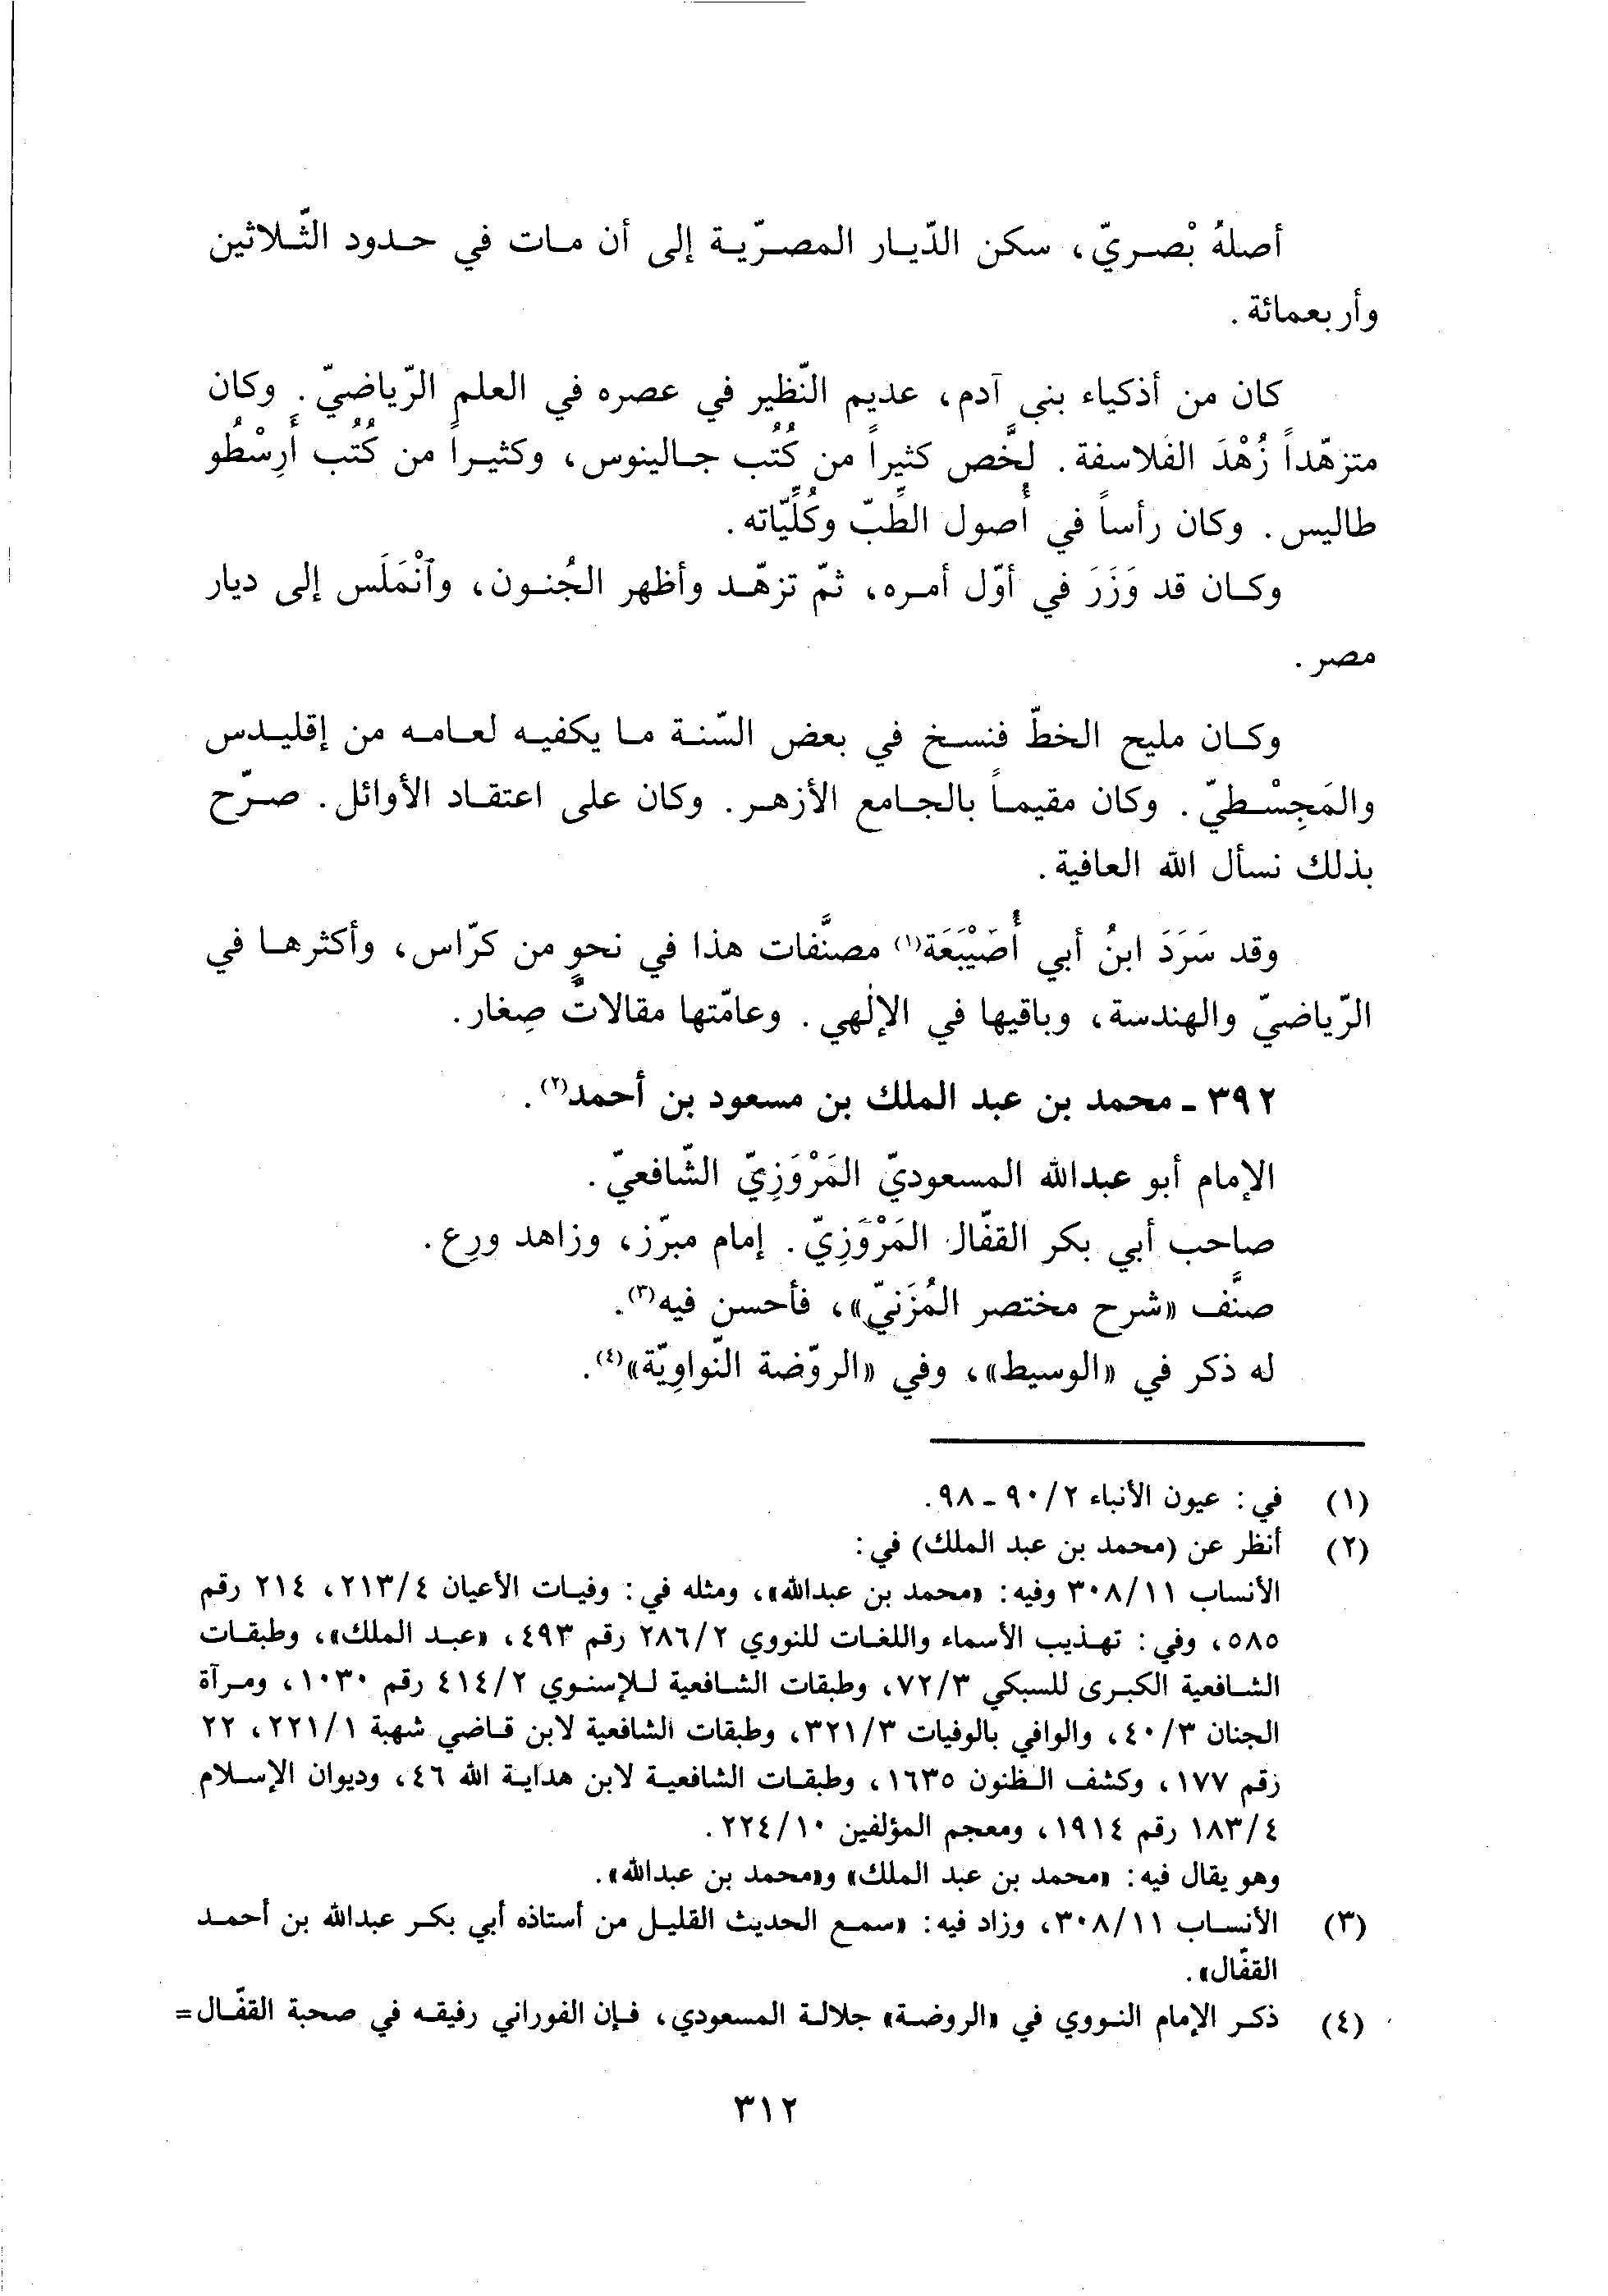 أصلهُ بْصريّ، سكن الدّيار المصرّية إلى أن مات في حدود الثّلاثين
وأربعمائة.
كان من أذكياء بني آدم، عديم النّظير في عصره في العلم الرّياضيّ. وكان
متزهّداً زُهْدَ الفلاسفة. لخَّص كثيراً من كُتُب جالينوس، وكثيراً من كُتُب أَرِسْطُو
طاليس. وكان رأساً في أُصول الطِّبّ وكُلِّيّاته.
وكان قد وَزَرَ في أوّل أمره، ثمّ تزهّد وأظهر الجُنون، وٱنْمَلَس إلى ديار
مصر.
وكان مليح الخطّ فنسخ في بعض السّنة ما يكفيه لعامه من إقليدس
والمَجِسْطيّ. وكان مقيماً بالجامع الأزهر. وكان على اعتقاد الأوائل. صرّح
بذلك نسأل الله العافية.
وقد سَرَدَ ابنُ أبي أُصَيْبَعَة(١) مصنَّفات هذا في نحوٍ من كرّاس، وأكثرها في
الرّياضيّ والهندسة، وباقيها في الإلٰهي. وعامّتها مقالاتٌ صِغار.
٣٩٢ - محمد بن عبد الملك بن مسعود بن أحمد(٢).
الإمام أبو عبدالله المسعوديّ المَرْوَزِيّ الشّافعيّ.
صاحب أبي بكر القفّال المَرْوَزِيّ. إمام مبرّز، وزاهد ورِع.
صنَّف «شرح مختصر المُزَنيّ»، فأحسن فيه(٣).
له ذكر في «الوسيط»، وفي «الروّضة النّواوِيّة»(٤).
(١) في: عيون الأنباء ٩٠/٢ - ٩٨.
(٢) أنظر عن (محمد بن عبد الملك) في:
الأنساب ٣٠٨/١١ وفيه: «محمد بن عبدالله»، ومثله في: وفيات الأعيان ٢١٣/٤، ٢١٤ رقم
٥٨٥، وفي: تهذيب الأسماء واللغات للنووي ٢٨٦/٢ رقم ٤٩٣، «عبد الملك»، وطبقات
الشافعية الكبرى للسبكي ٧٢/٣، وطبقات الشافعية للإسنوي ٤١٤/٢ رقم ١٠٣٠، ومرآة
الجنان ٤٠/٣، والوافي بالوفيات ٣٢١/٣، وطبقات الشافعية لابن قاضي شهبة ٢٢١/١، ٢٢
رقم ١٧٧، وكشف الظنون ١٦٣٥، وطبقات الشافعية لابن هداية الله ٤٦، وديوان الإسلام
١٨٣/٤ رقم ١٩١٤، ومعجم المؤلفين ٢٢٤/١٠.
وهو يقال فيه: «محمد بن عبد الملك» و«محمد بن عبدالله».
(٣) الأنساب ٣٠٨/١١، وزاد فيه: «سمع الحديث القليل من أستاذه أبي بكر عبدالله بن أحمد
القفّال».
(٤) ذكر الإمام النووي في «الروضة» جلالة المسعودي، فإن الفوراني رفيقه في صحبة القفّال=
٣١٢